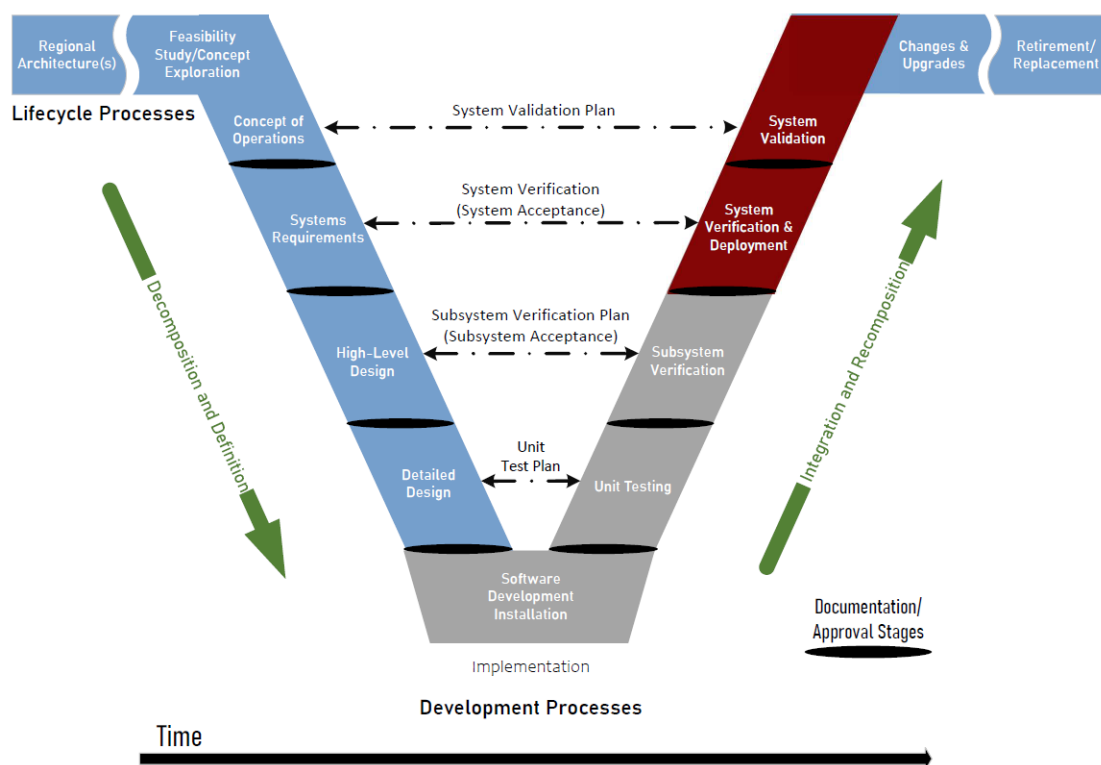 Regional
Architecture(s)
Feasibility
Study/Concept
Exploration
Changes &
Upgrades
Retirement/
Replacement
Lifecycle Processes
Concept of
Operations
System Validation Plan
System
Validation
Systems
Requirements
System Verification
(System Acceptance)
System
Verification &
Deployment
Decomposition and Definition
Integration and Recomposition
High-Level
Design
Subsystem Verification Plan
(Subsystem Acceptance)
Subsystem
Verification
Detailed
Design
Unit
Test Plan
Unit Testing
Software
Development
Installation
Documentation/
Approval Stages
Implementation
Development Processes
Time